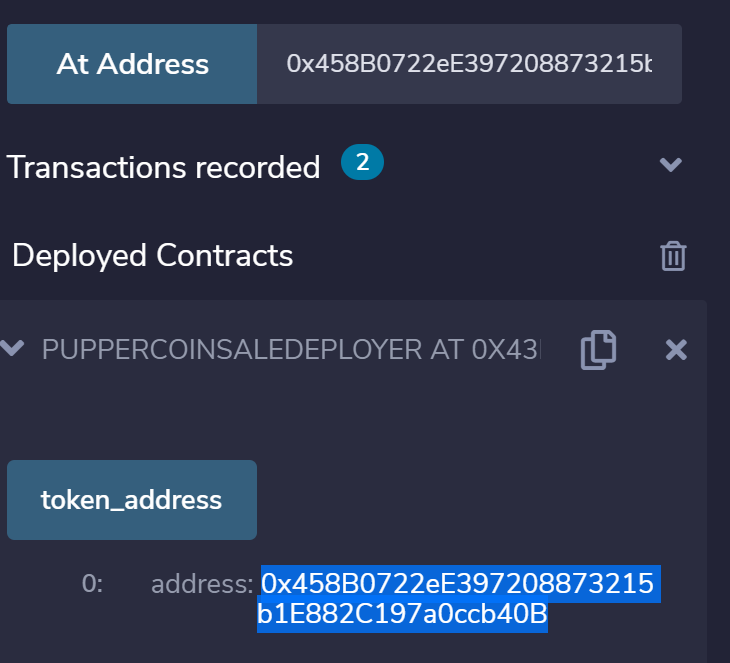 At Address 0x458B0722eE397208873215b
Transactions recorded 2
Deployed Contracts
PUPPERCOINSALEDEPLOYER AT 0X43
token_address
0: address: 0x458B0722eE397208873215
b1E882C197a0ccb40B